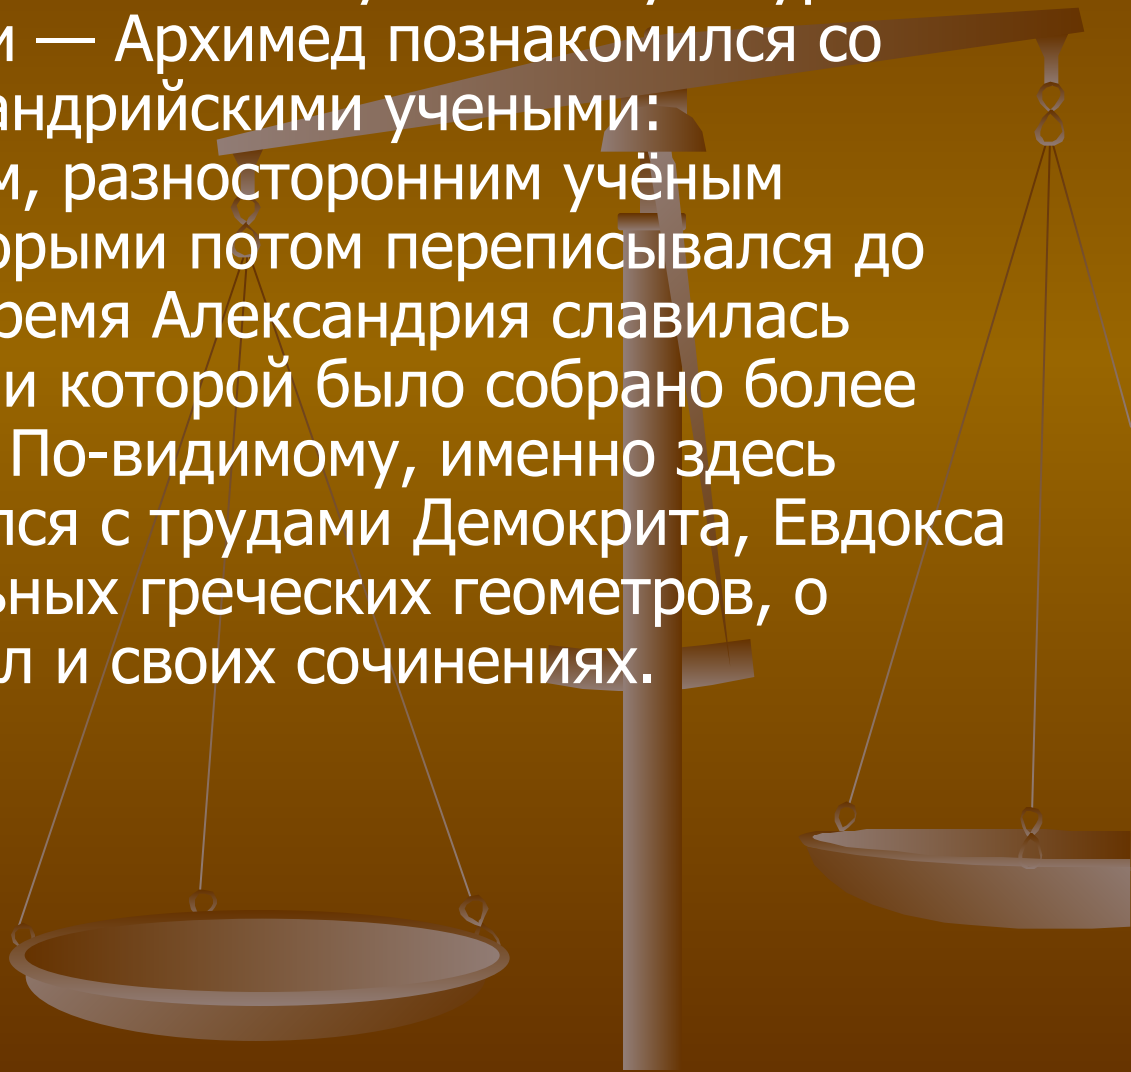 и — Архимед познакомился со
андрийскими учеными:
м, разносторонним учёным
орыми потом переписывался до
ремя Александрия славилась
и которой было собрано более
По-видимому, именно здесь
лся с трудами Демокрита, Евдокса
ьных греческих геометров, о
л и своих сочинениях.